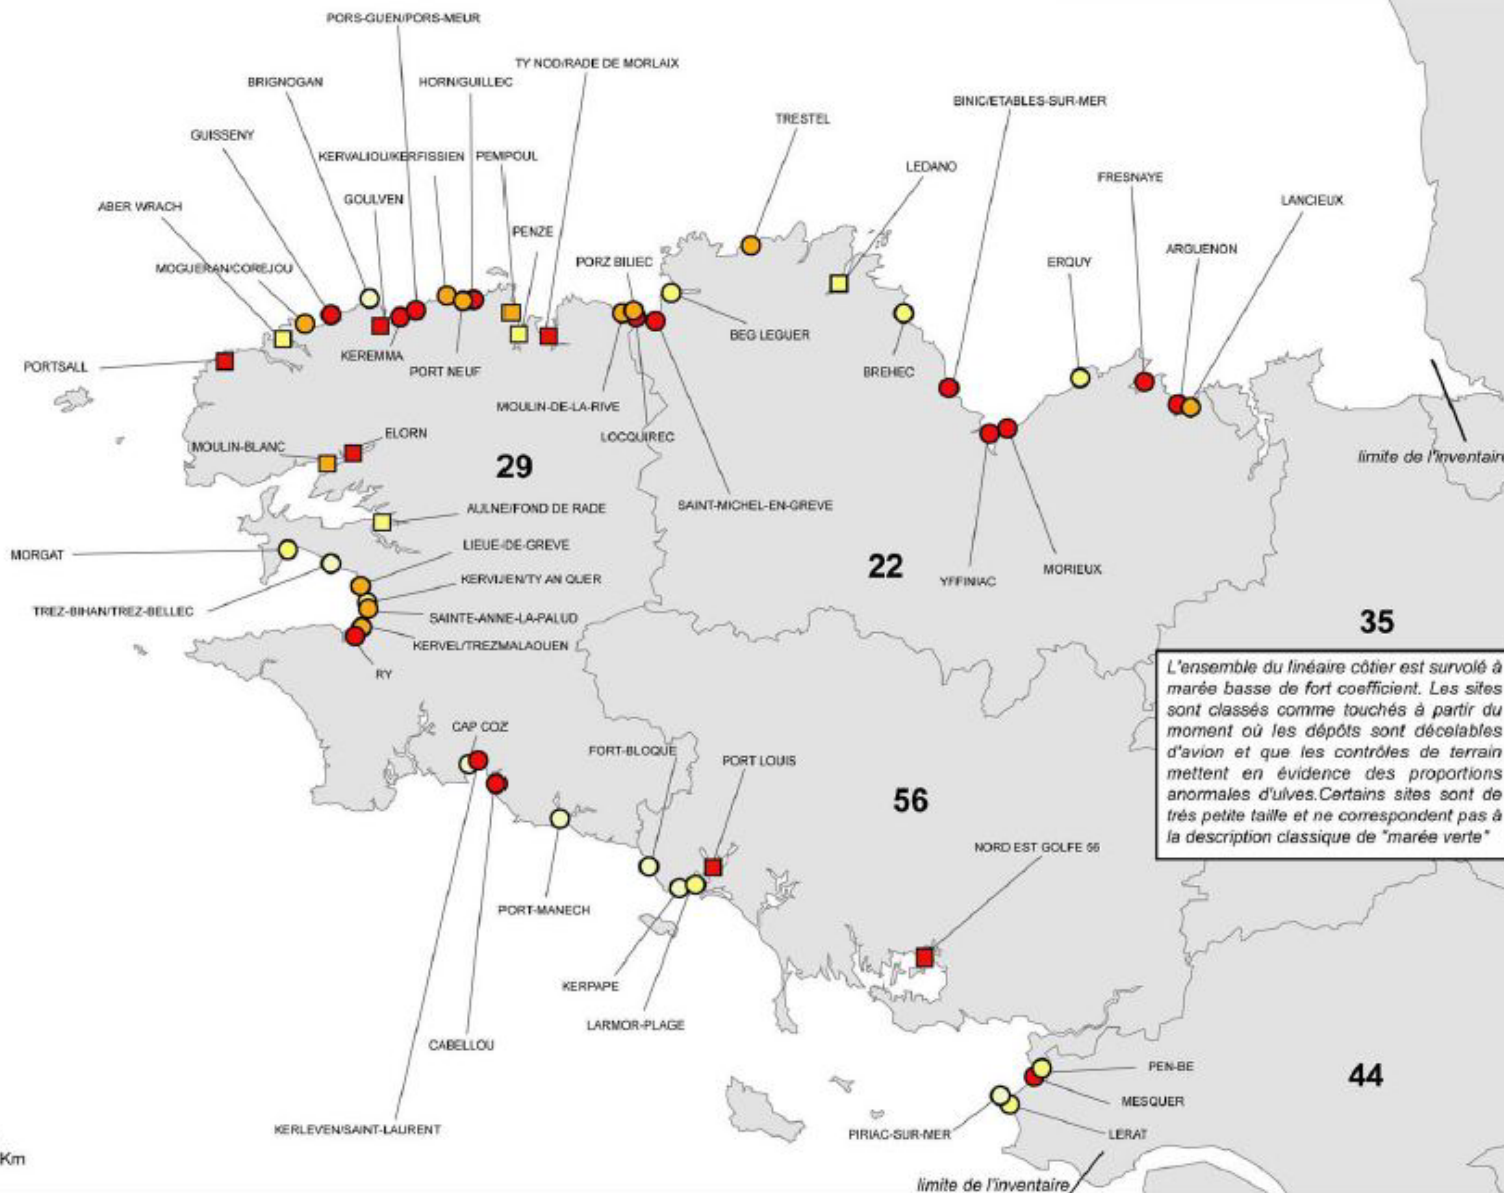 PORS-GUEN/PORS-MEUR
TY NOD/RADE DE MORLAIX
BRIGNOGAN
HORN/GUILLEC
BINIC/ETABLES-SUR-MER
TRESTEL
GUISSENY
KERVALIOU/KERFISSIEN
PEMPOUL
LEDANO
FRESNAYE
GOULVEN
LANCIEUX
ABER WRACH
PENZE
ARGUENON
MOGUERAN/COREJOU
PORZ BILIEC
ERQUY
BEG LEGUER
KEREMMA
PORTSALL
PORT NEUF
BREHEC
MOULIN-DE-LA-RIVE
ELORN
LOCQUIREC
MOULIN-BLANC
limite de l'inventaire
29
SAINT-MICHEL-EN-GREVE
AULNE/FOND DE RADE
LIEUE-DE-GREVE
MORGAT
22
MORIEUX
KERVIJEN/TY AN QUER
YFFINIAC
TREZ-BIHAN/TREZ-BELLEC
SAINTE-ANNE-LA-PALUD
35
KERVEL/TREZMALAOUEN
RY
L'ensemble du linéaire côtier est survolé à
marée basse de fort coefficient. Les sites
sont classés comme touchés à partir du
moment où les dépôts sont décelables
d'avion et que les contrôles de terrain
mettent en évidence des proportions
anormales d'ulves.Certains sites sont de
très petite taille et ne correspondent pas à
la description classique de "marée verte"
CAP COZ
FORT-BLOQUE
PORT LOUIS
56
NORD EST GOLFE 56
PORT-MANECH
KERPAPE
LARMOR-PLAGE
CABELLOU
PEN-BE
44
MESQUER
KERLEVEN/SAINT-LAURENT
PIRIAC-SUR-MER
LERAT
Km
limite de l'inventaire